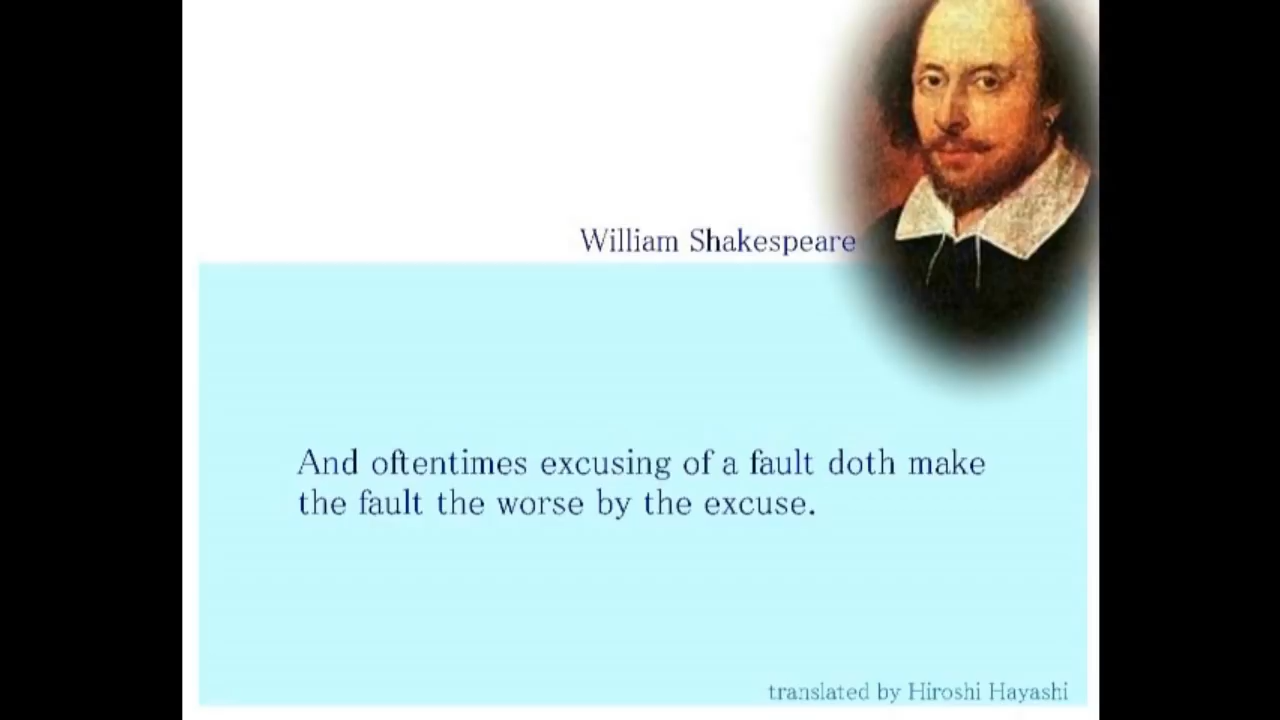 William Shakespeare
And oftentimes excusing of a fault doth make
the fault the worse by the excuse.
translated by Hiroshi Hayashi